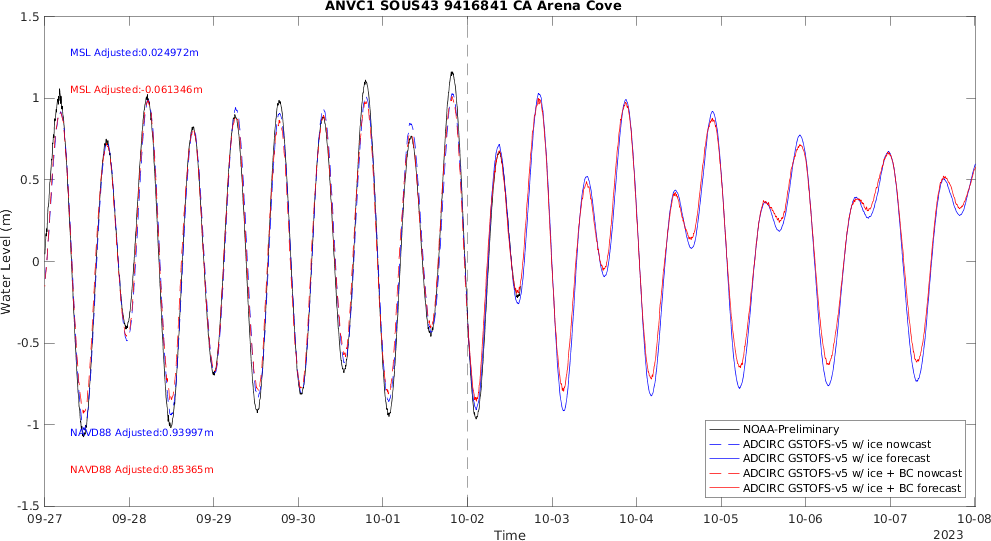 ANVC1 SOUS43 9416841 CA Arena Cove
1.5
1
0.5
0
-0.5
-1
-1.5
Water Level (m)
MSL Adjusted:0.024972m
MSL Adjusted:-0.061346m
NAVD88 Adjusted:0.93997m
NAVD88 Adjusted:0.85365m
NOAA-Preliminary
ADCIRC GSTOFS-v5 w/ ice nowcast
ADCIRC GSTOFS-v5 w/ ice forecast
ADCIRC GSTOFS-v5 w/ ice + BC nowcast
ADCIRC GSTOFS-v5 w/ ice + BC forecast
09-27 09-28 09-29 09-30 10-01 10-02 10-03 10-04 10-05 10-06 10-07 10-08
Time
2023